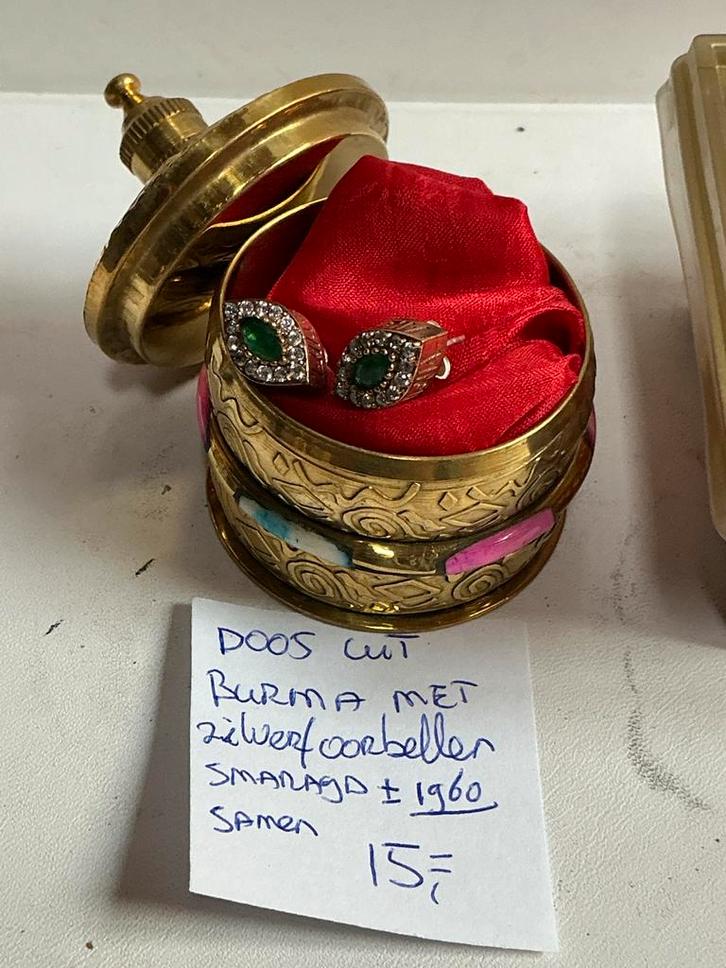 DOOS UIT
BURMA MET
zilver/oorbellen
SMARAGD ± 1960
SAMEN
15,=